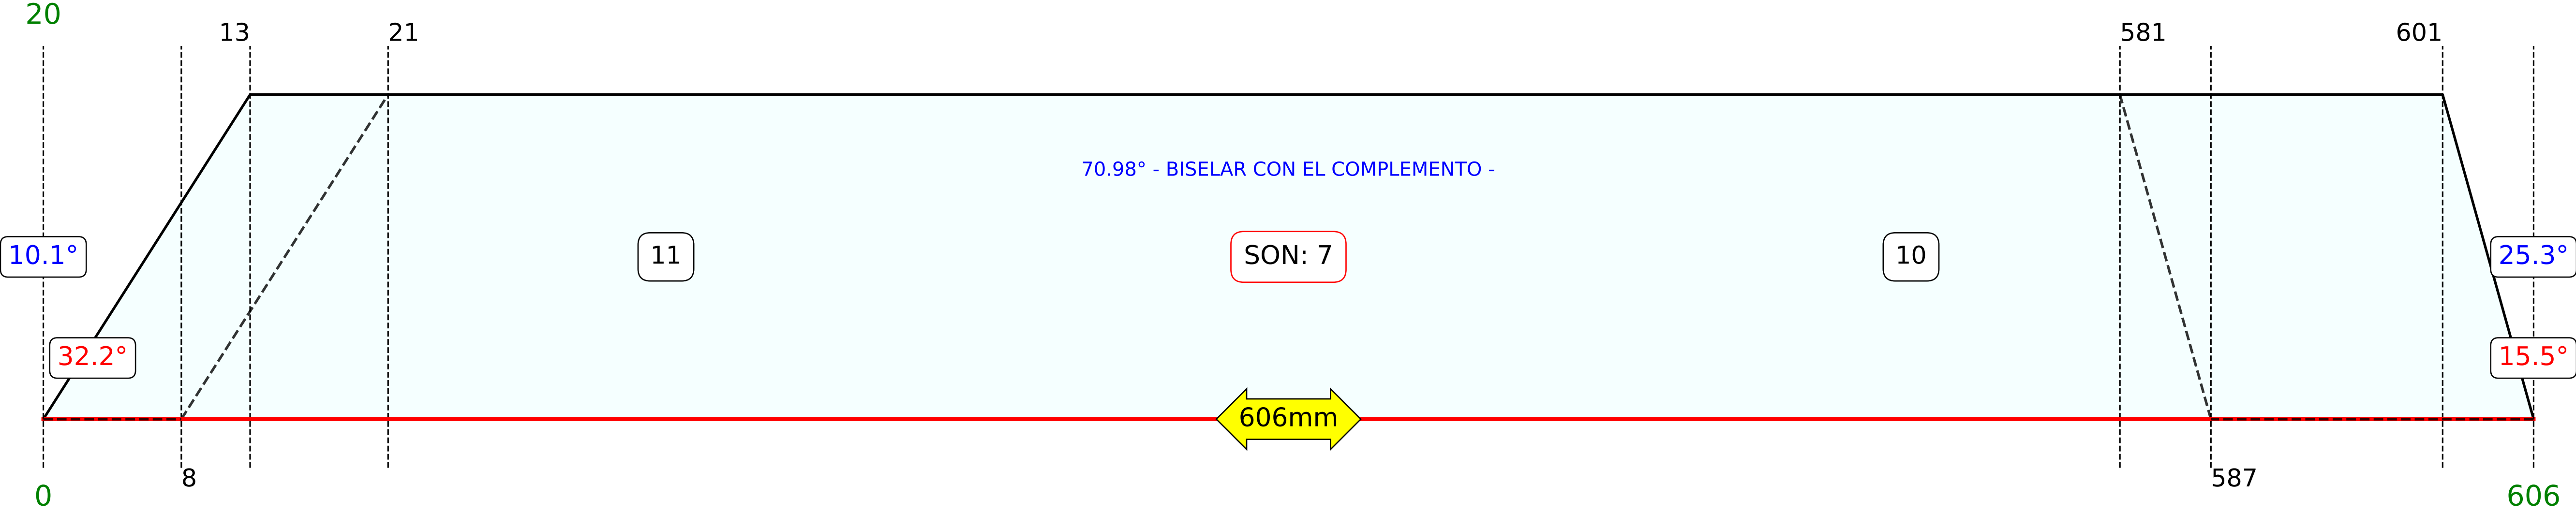 20
13 21 581 601
70.98° - BISELAR CON EL COMPLEMENTO -
10.1° 11 SON: 7 10 25.3°
32.2° 15.5°
606mm
8 587
0 606